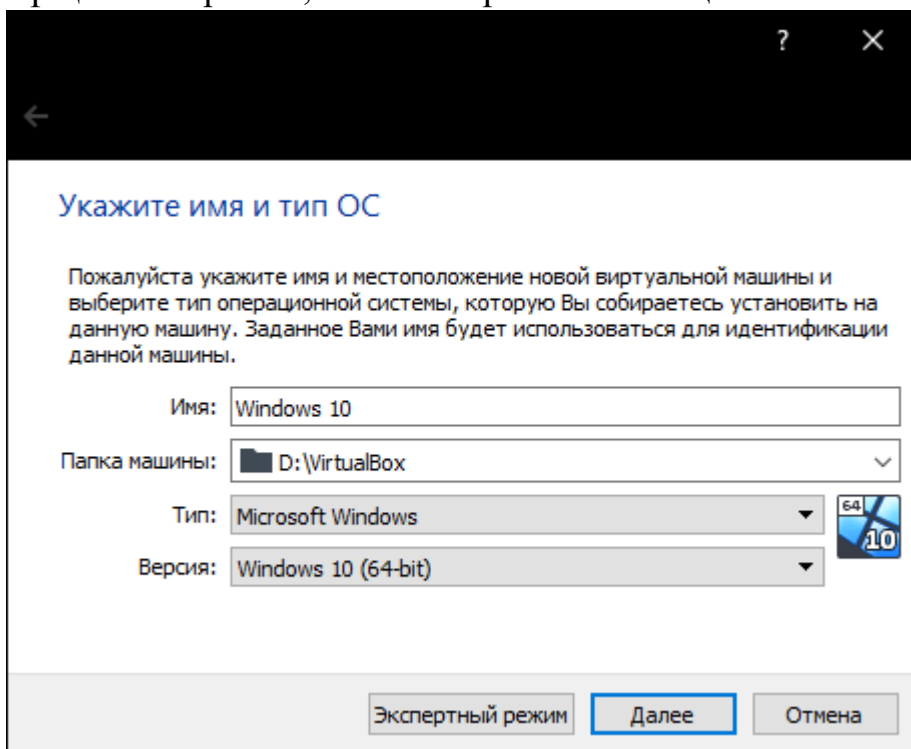 ?
Укажите имя и тип ОС
Пожалуйста укажите имя и местоположение новой виртуальной машины и
выберите тип операционной системы, которую Вы собираетесь установить на
данную машину. Заданное Вами имя будет использоваться для идентификации
данной машины.
Имя: Windows 10
Папка машины: D:\VirtualBox
Тип: Microsoft Windows
64
10
Версия: Windows 10 (64-bit)
Экспертный режим Далее Отмена